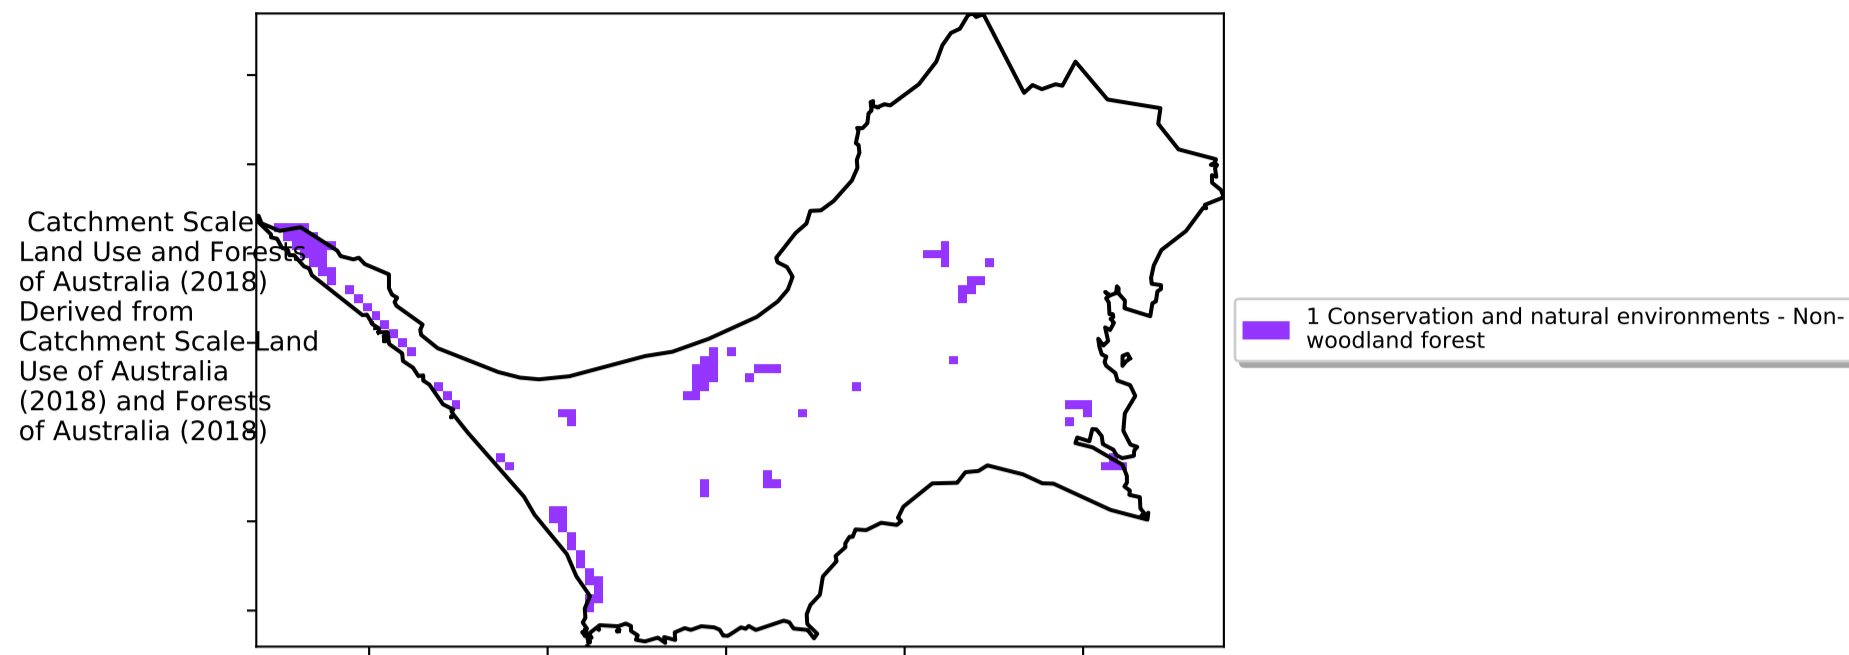 Catchment Scale
Land Use and Forests
of Australia (2018)
Derived from
Catchment Scale Land
Use of Australia
(2018) and Forests
of Australia (2018)
1 Conservation and natural environments - Non-
woodland forest